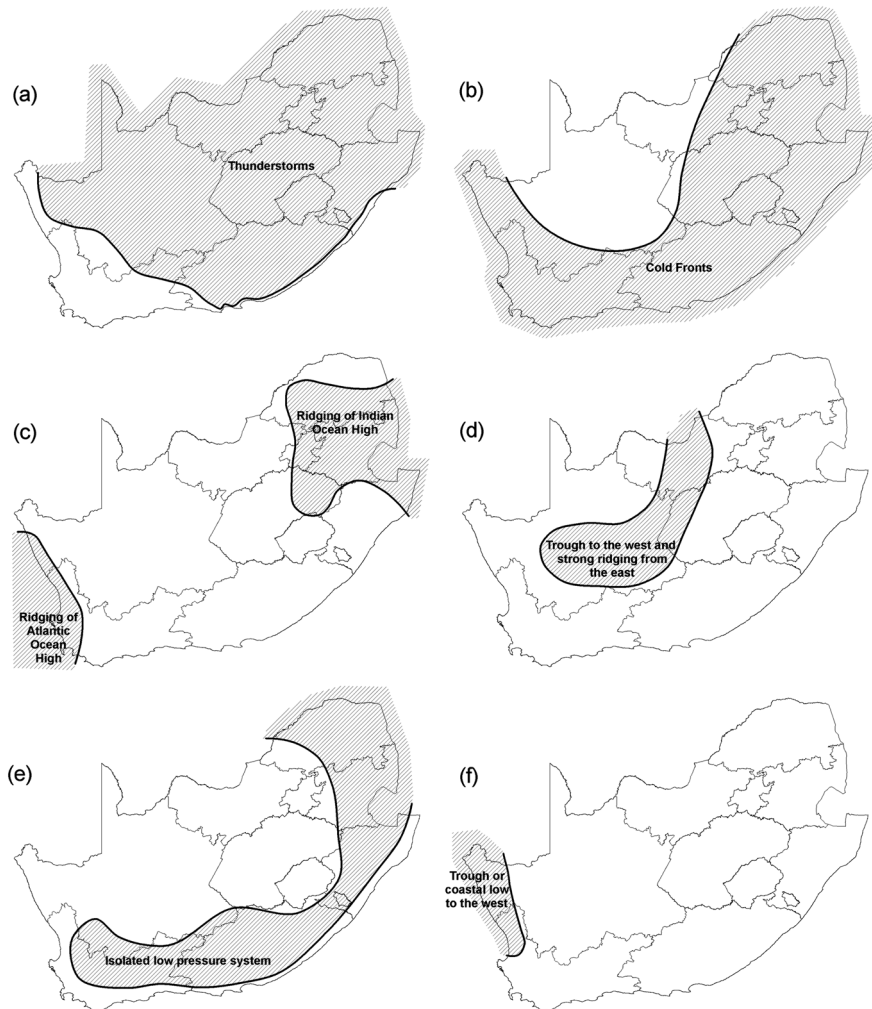 (a)
Thunderstorms
(b)
Cold Fronts
(c)
Ridging of Indian
Ocean High
Ridging of
Atlantic
Ocean
High
(d)
Trough to the west and
strong ridging from
the east
(e)
Isolated low pressure system
(f)
Trough or
coastal low
to the west